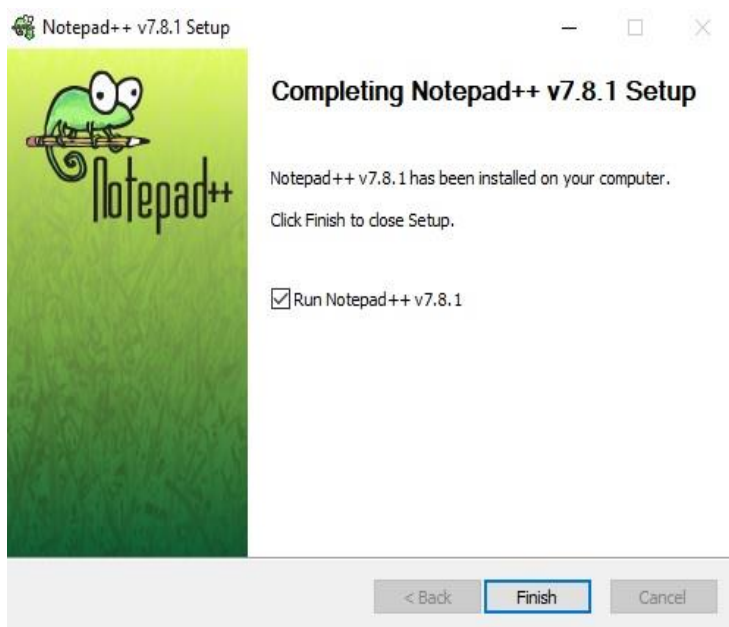 Notepad++ v7.8.1 Setup
Notepad++
Completing Notepad++ v7.8.1 Setup
Notepad++ v7.8.1 has been installed on your computer.
Click Finish to close Setup.
Run Notepad++ v7.8.1
< Back
Finish
Cancel